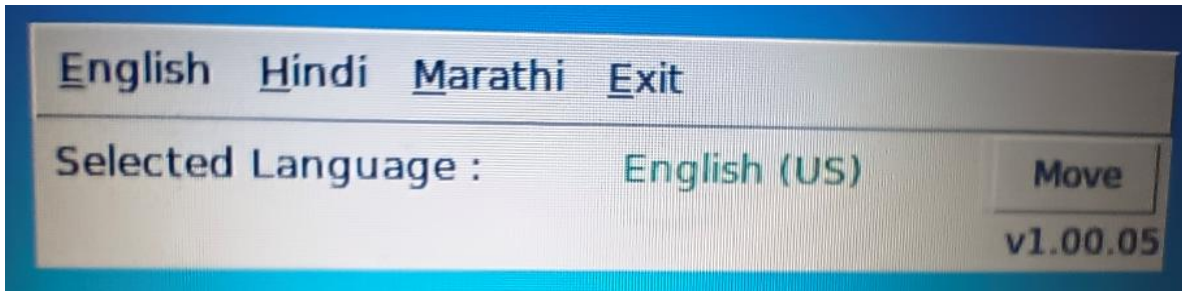 English Hindi Marathi Exit
Selected Language : English (US) Move
v1.00.05